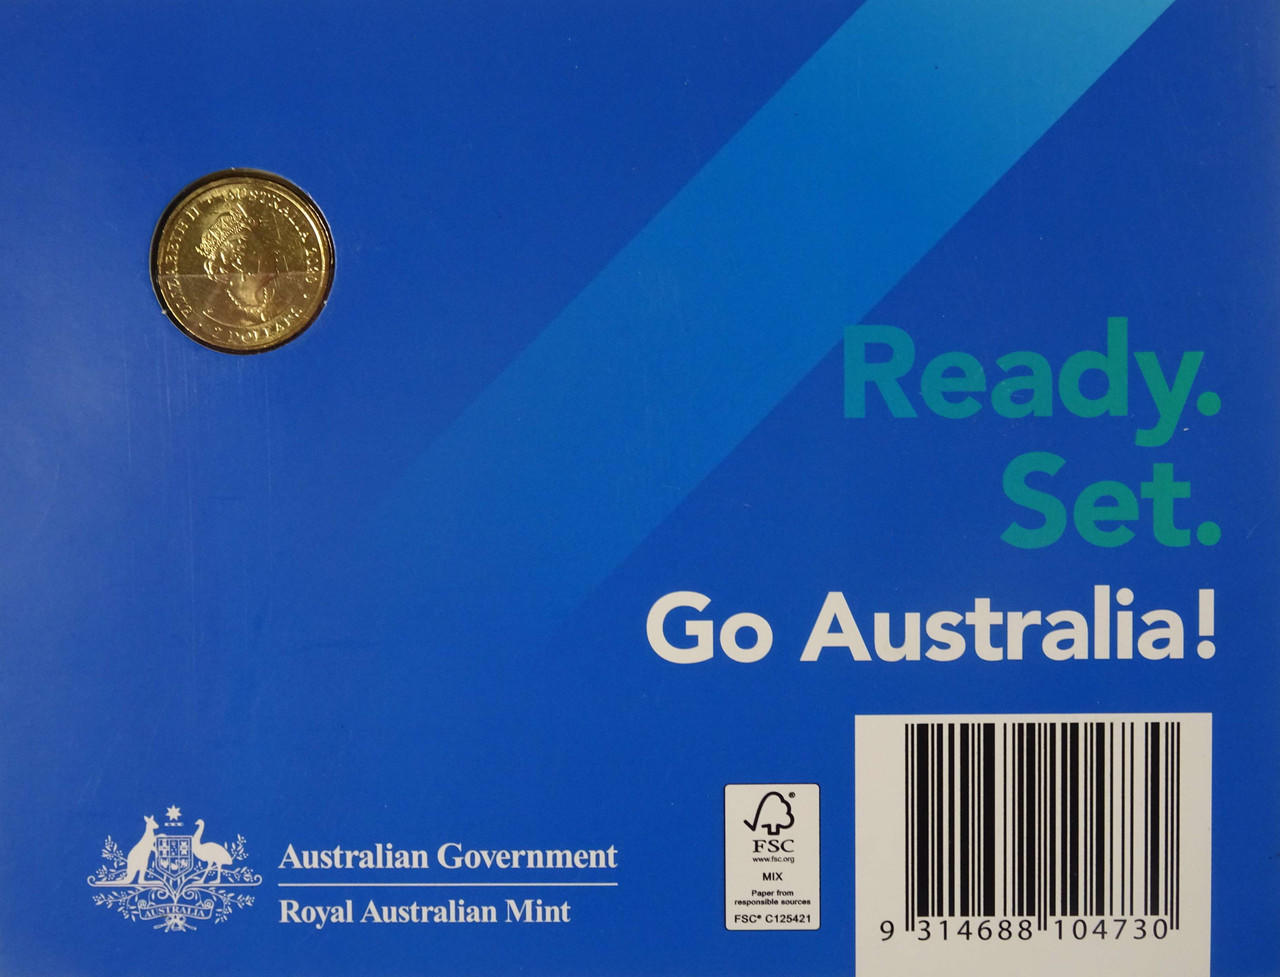 ELIZABETH II AUSTRALIA 2020
2 DOLLARS
Ready.
Set.
Go Australia!
Australian Government
Royal Australian Mint
AUSTRALIA
FSC
www.fsc.org
MIX
Paper from
responsible sources
FSC® C125421
9 314688 104730